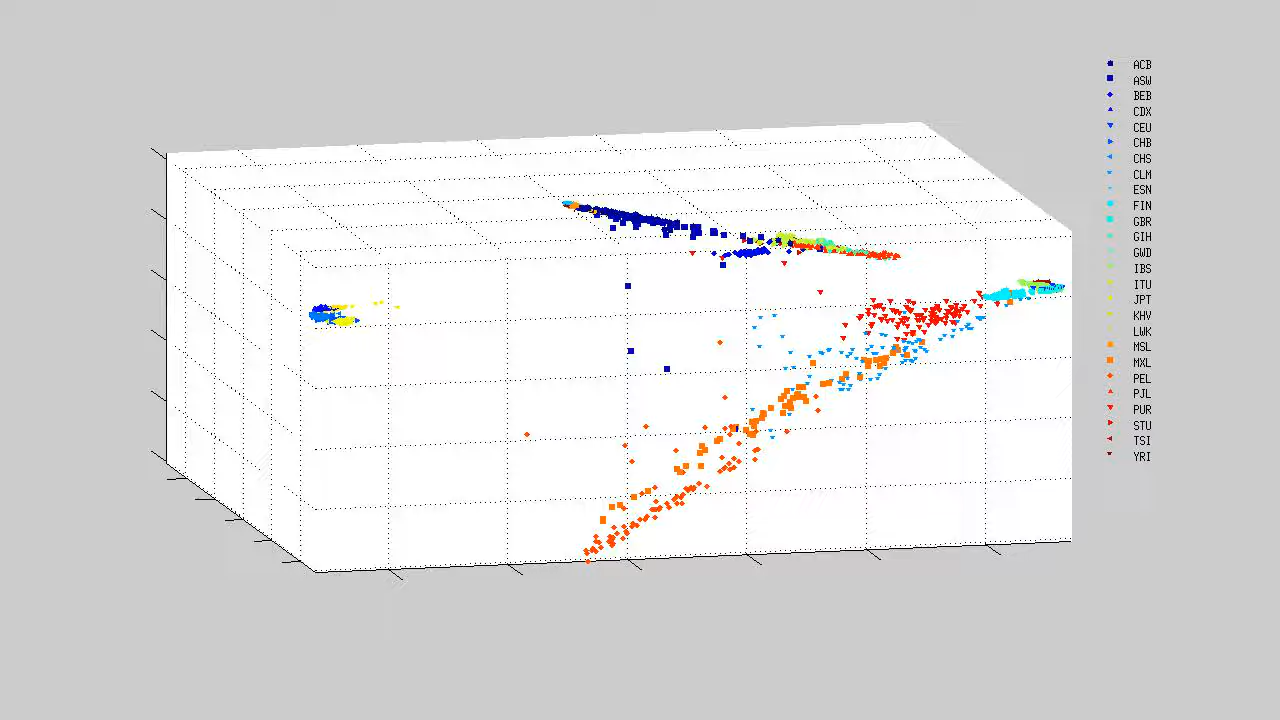 ACB
ASW
BEB
CDX
CEU
CHB
CHS
CLM
ESN
FIN
GBR
GIH
GWD
IBS
ITU
JPT
KHV
LWK
MSL
MXL
PEL
PJL
PUR
STU
TSI
YRI